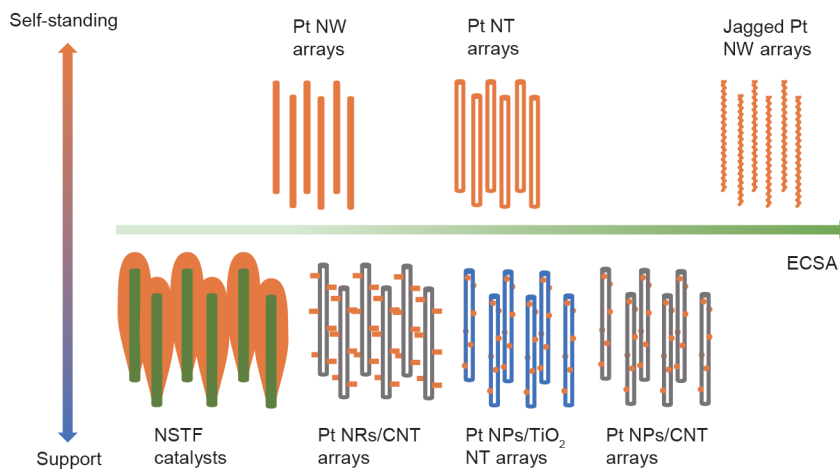 Self-standing
Pt NW
arrays
Pt NT
arrays
Jagged Pt
NW arrays
ECSA
NSTF
catalysts
Pt NRs/CNT
arrays
Pt NPs/TiO₂
NT arrays
Pt NPs/CNT
arrays
Support